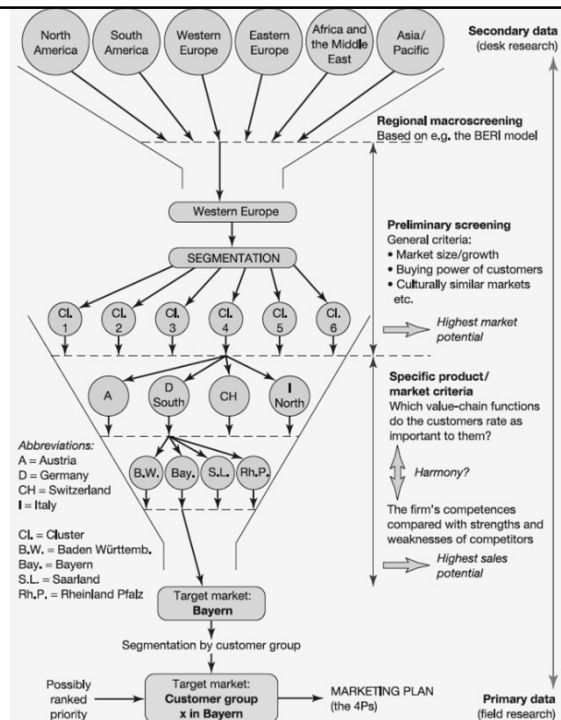 North
America
South
America
Western
Europe
Eastern
Europe
Africa and
the Middle
East
Asia/
Pacific
Secondary data
(desk research)
Regional macroscreening
Based on e.g. the BERI model
Western Europe
SEGMENTATION
Preliminary screening
General criteria:
• Market size/growth
• Buying power of customers
• Culturally similar markets
etc.
Cl.
1
Cl.
2
Cl.
3
Cl.
4
Cl.
5
Cl.
6
Highest market
potential
A
D
South
CH
I
North
Specific product/
market criteria
Which value-chain functions
do the customers rate as
important to them?
Harmony?
The firm's competences
compared with strengths and
weaknesses of competitors
Highest sales
potential
Abbreviations:
A = Austria
D = Germany
CH = Switzerland
I = Italy
Cl. = Cluster
B.W. = Baden Württemb.
Bay. = Bayern
S.L. = Saarland
Rh.P. = Rheinland Pfalz
B.W.
Bay.
S.L.
Rh.P.
Target market:
Bayern
Segmentation by customer group
Possibly
ranked
priority
Target market:
Customer group
x in Bayern
MARKETING PLAN
(the 4Ps)
Primary data
(field research)